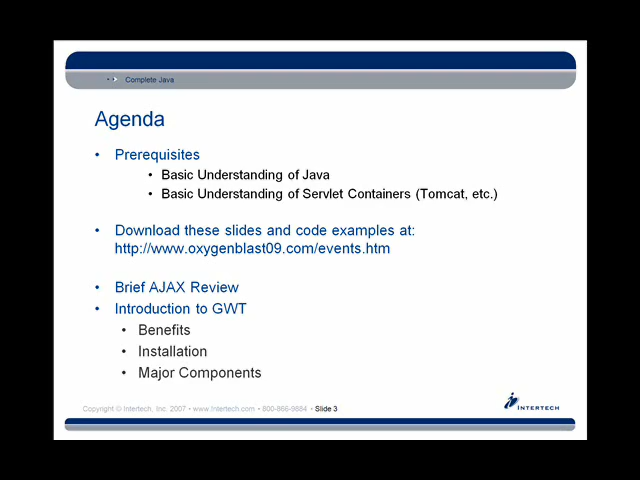 Complete Java
Agenda
• Prerequisites
• Basic Understanding of Java
• Basic Understanding of Servlet Containers (Tomcat, etc.)
• Download these slides and code examples at:
http://www.oxygenblast09.com/events.htm
• Brief AJAX Review
• Introduction to GWT
• Benefits
• Installation
• Major Components
Copyright © Intertech, Inc. 2007 • www.Intertech.com • 800-866-9884 • Slide 3
INTERTECH